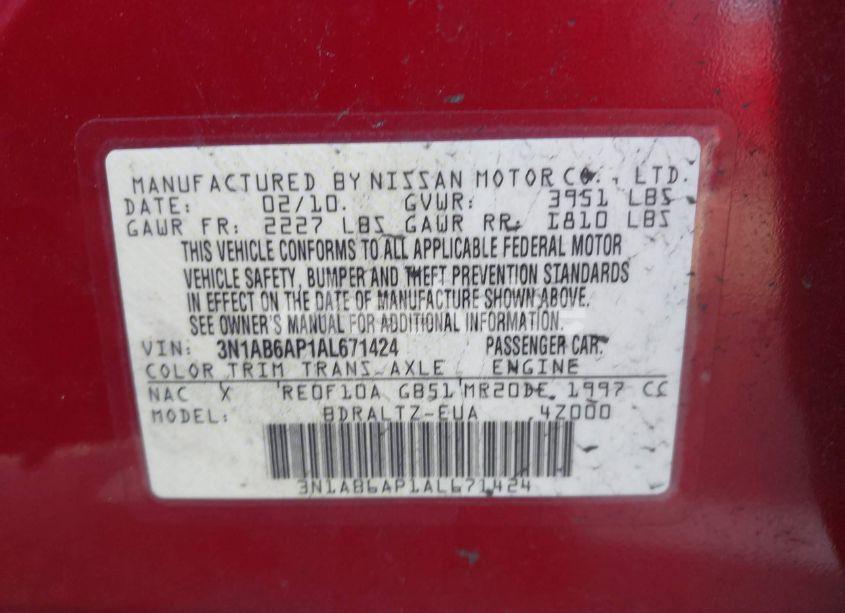 MANUFACTURED BY NISSAN MOTOR CO., LTD.
DATE: 02/10. GVWR: 3951 LBS
GAWR FR: 2227 LBS GAWR RR: 1810 LBS
THIS VEHICLE CONFORMS TO ALL APPLICABLE FEDERAL MOTOR
VEHICLE SAFETY, BUMPER AND THEFT PREVENTION STANDARDS
IN EFFECT ON THE DATE OF MANUFACTURE SHOWN ABOVE.
SEE OWNER'S MANUAL FOR ADDITIONAL INFORMATION.
VIN: 3N1AB6AP1AL671424 PASSENGER CAR.
COLOR TRIM TRANS-AXLE ENGINE
NAC X RE0F10A GB51 MR20DE 1997 CC
MODEL: BDRALTZ-EUA 4Z000
3N1AB6AP1AL671424